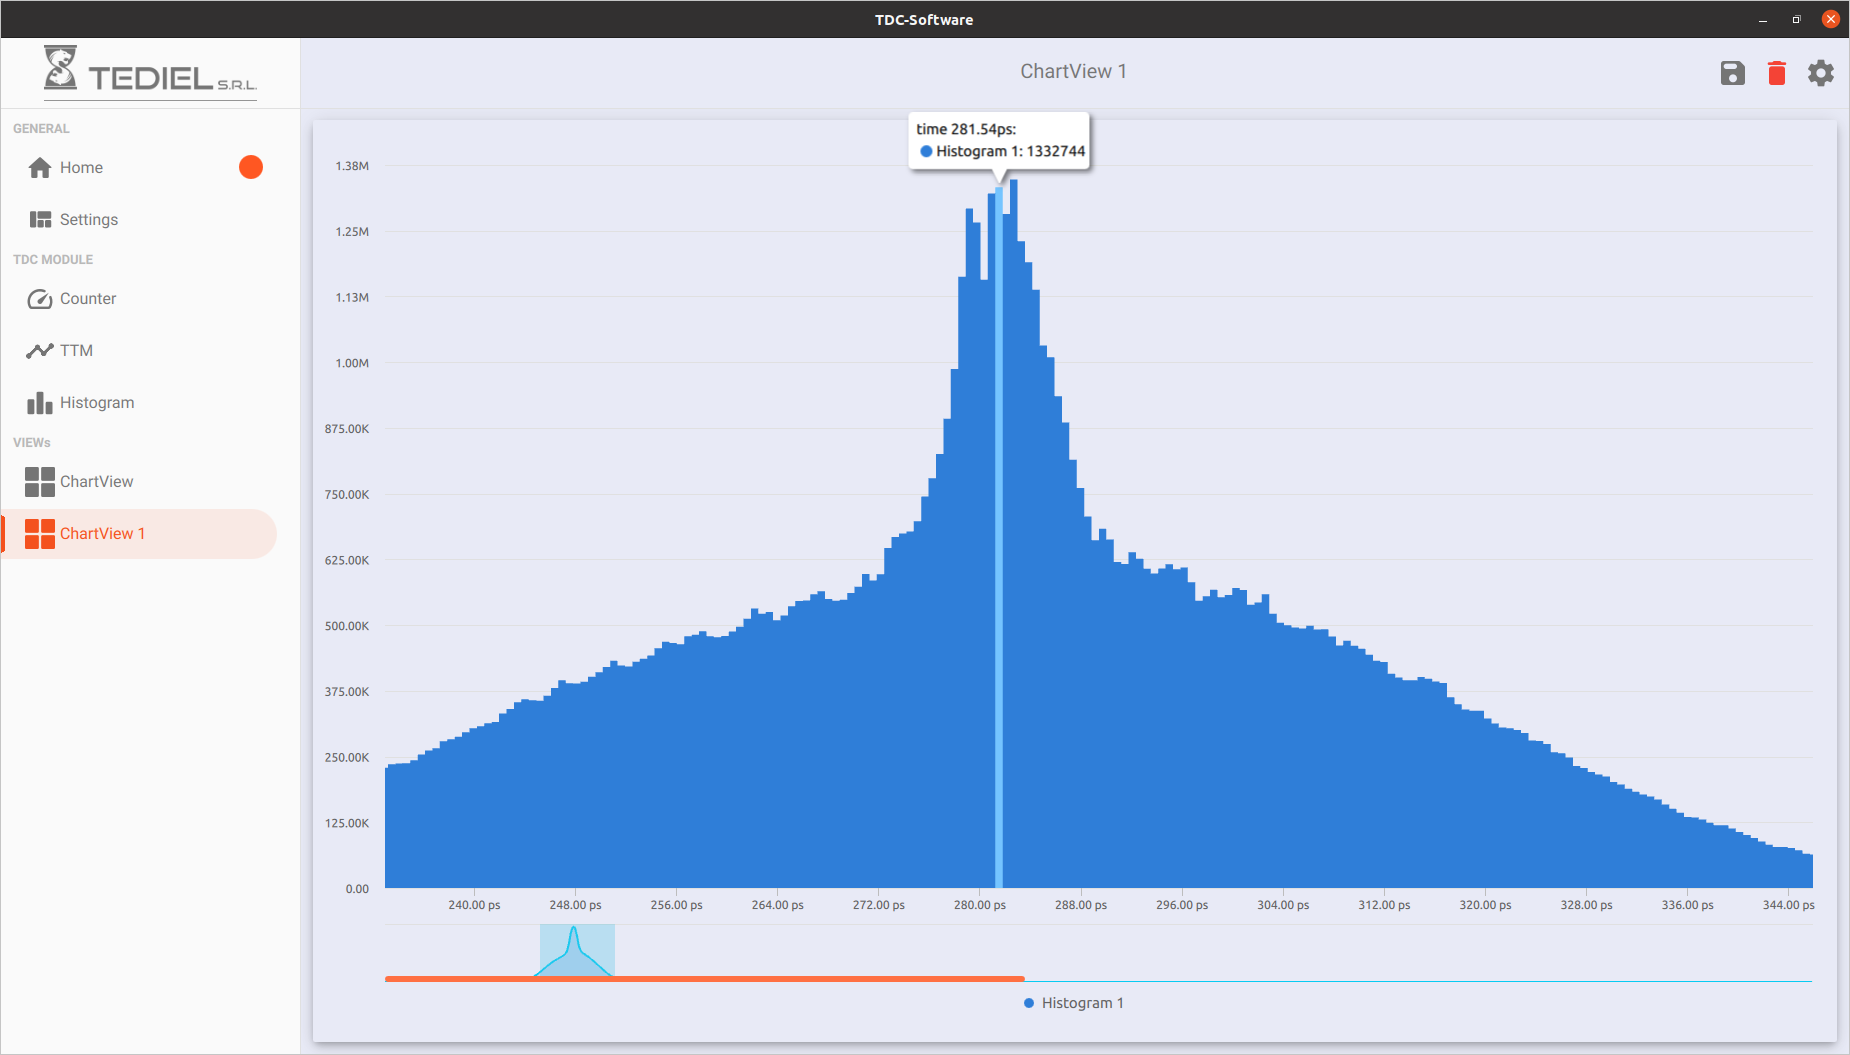 TDC-Software
TEDIEL S.R.L.
ChartView 1
GENERAL
Home
Settings
TDC MODULE
Counter
TTM
Histogram
VIEWs
ChartView
ChartView 1
time 281.54ps:
Histogram 1: 1332744
1.38M
1.25M
1.13M
1.00M
875.00K
750.00K
625.00K
500.00K
375.00K
250.00K
125.00K
0.00
240.00 ps 248.00 ps 256.00 ps 264.00 ps 272.00 ps 280.00 ps 288.00 ps 296.00 ps 304.00 ps 312.00 ps 320.00 ps 328.00 ps 336.00 ps 344.00 ps
Histogram 1